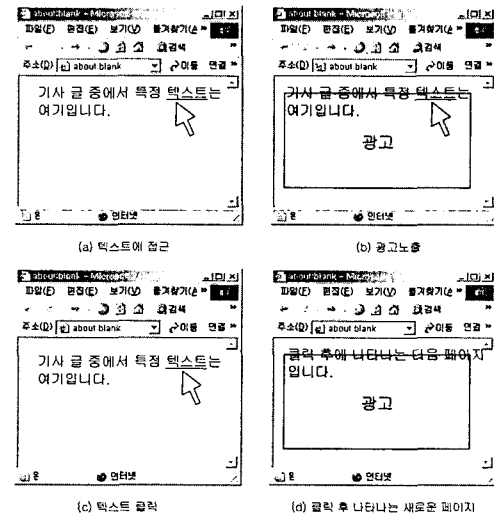 about:blank - Microsoft
파일(F) 편집(E) 보기(V) 즐겨찾기(A »
검색 »
주소(D) about:blank 이동 연결 »
기사 글 중에서 특정 텍스트는
여기입니다.
인터넷
(a) 텍스트에 접근
about:blank - Microsoft
파일(F) 편집(E) 보기(V) 즐겨찾기(A »
검색 »
주소(D) about:blank 이동 연결 »
기사 글 중에서 특정 텍스트는
여기입니다.
광고
인터넷
(b) 광고노출
about:blank - Microsoft
파일(F) 편집(E) 보기(V) 즐겨찾기(A »
검색 »
주소(D) about:blank 이동 연결 »
기사 글 중에서 특정 텍스트는
여기입니다.
인터넷
(c) 텍스트 클릭
about:blank - Microsoft
파일(F) 편집(E) 보기(V) 즐겨찾기(A »
검색 »
주소(D) about:blank 이동 연결 »
클릭 후에 나타나는 다음 페이지
입니다.
광고
인터넷
(d) 클릭 후 나타나는 새로운 페이지